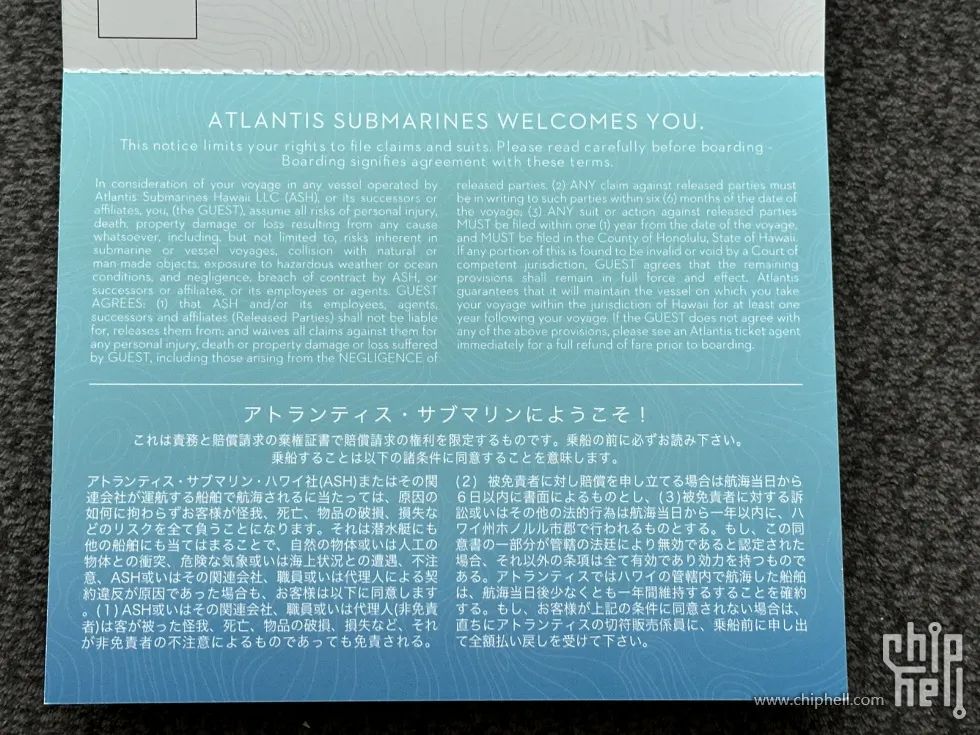 N
ATLANTIS SUBMARINES WELCOMES YOU.
This notice limits your rights to file claims and suits. Please read carefully before boarding -
Boarding signifies agreement with these terms.
In consideration of your voyage in any vessel operated by
Atlantis Submarines Hawaii LLC (ASH), or its successors or
affiliates, you, (the GUEST), assume all risks of personal injury,
death, property damage or loss resulting from any cause
whatsoever, including, but not limited to, risks inherent in
submarine or vessel voyages, collision with natural or
man-made objects, exposure to hazardous weather or ocean
conditions, and negligence, breach of contract by ASH, or
successors or affiliates, or its employees or agents. GUEST
AGREES: (1) that ASH and/or its employees, agents,
successors and affiliates (Released Parties) shall not be liable
for, releases them from; and waives all claims against them for
any personal injury, death or property damage or loss suffered
by GUEST, including those arising from the NEGLIGENCE of
released parties. (2) ANY claim against released parties must
be in writing to such parties within six (6) months of the date of
the voyage; (3) ANY suit or action against released parties
MUST be filed within one (1) year from the date of the voyage,
and MUST be filed in the County of Honolulu, State of Hawaii.
If any portion of this is found to be invalid or void by a Court of
competent jurisdiction, GUEST agrees that the remaining
provisions shall remain in full force and effect. Atlantis
guarantees that it will maintain the vessel on which you take
your voyage within the jurisdiction of Hawaii for at least one
year following your voyage. If the GUEST does not agree with
any of the above provisions, please see an Atlantis ticket agent
immediately for a full refund of fare prior to boarding.
アトランティス・サブマリンにようこそ！
これは責務と賠償請求の棄権証書で賠償請求の権利を限定するものです。乗船の前に必ずお読み下さい。
乗船することは以下の諸条件に同意することを意味します。
アトランティス・サブマリン・ハワイ社(ASH)またはその関
連会社が運航する船舶で航海されるに当たっては、原因の
如何に拘わらずお客様が怪我、死亡、物品の破損、損失な
どのリスクを全て負うことになります。それは潜水艇にも
他の船舶にも当てはまることで、自然の物体或いは人工の
物体との衝突、危険な気象或いは海上状況との遭遇、不注
意、ASH或いはその関連会社、職員或いは代理人による契
約違反が原因であった場合も、お客様は以下に同意します
。(1)ASH或いはその関連会社、職員或いは代理人(非免責
者)は客が被った怪我、死亡、物品の破損、損失など、それ
が非免責者の不注意によるものであっても免責される。
(2) 被免責者に対し賠償を申し立てる場合は航海当日から
６日以内に書面によるものとし、(3)被免責者に対する訴
訟或いはその他の法的行為は航海当日から一年以内に、ハ
ワイ州ホノルル市郡で行われるものとする。もし、この同
意書の一部分が管轄の法廷により無効であると認定された
場合、それ以外の条項は全て有効であり効力を持つもので
ある。アトランティスではハワイの管轄内で航海した船舶
は、航海当日後少なくとも一年間維持するすることを確約
する。もし、お客様が上記の条件に同意されない場合は、
直ちにアトランティスの切符販売係員に、乗船前に申し出
て全額払い戻しを受けて下さい。
chip
hell
www.chiphell.com